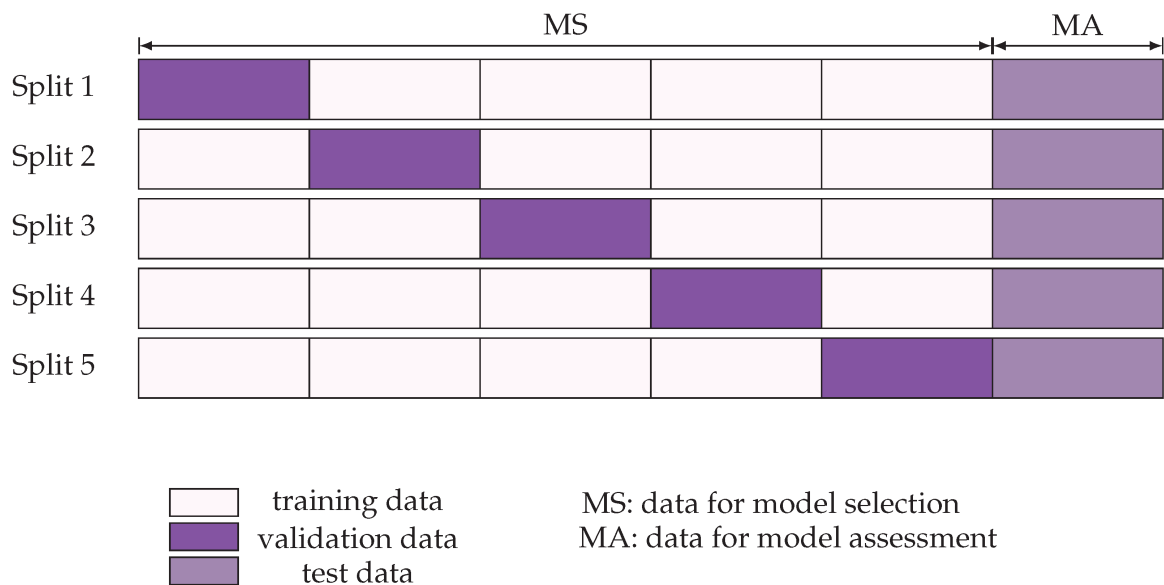 MS
MA
Split 1
Split 2
Split 3
Split 4
Split 5
training data
validation data
test data
MS: data for model selection
MA: data for model assessment